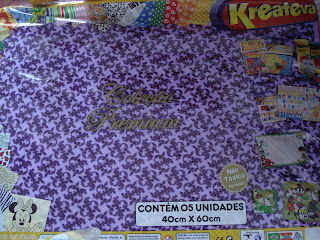 Kreateva
Coleção
Premium
Não
Tóxico
CONTÉM 05 UNIDADES
40cm X 60cm